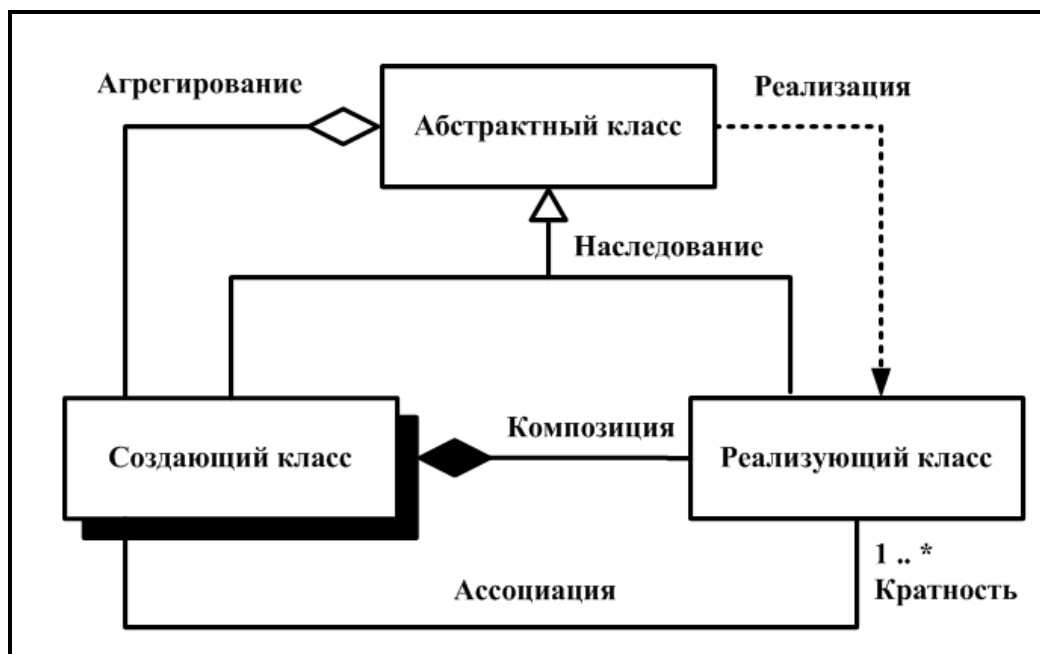 Агрегирование
Абстрактный класс
Реализация
Наследование
Создающий класс
Композиция
Реализующий класс
1 .. *
Кратность
Ассоциация